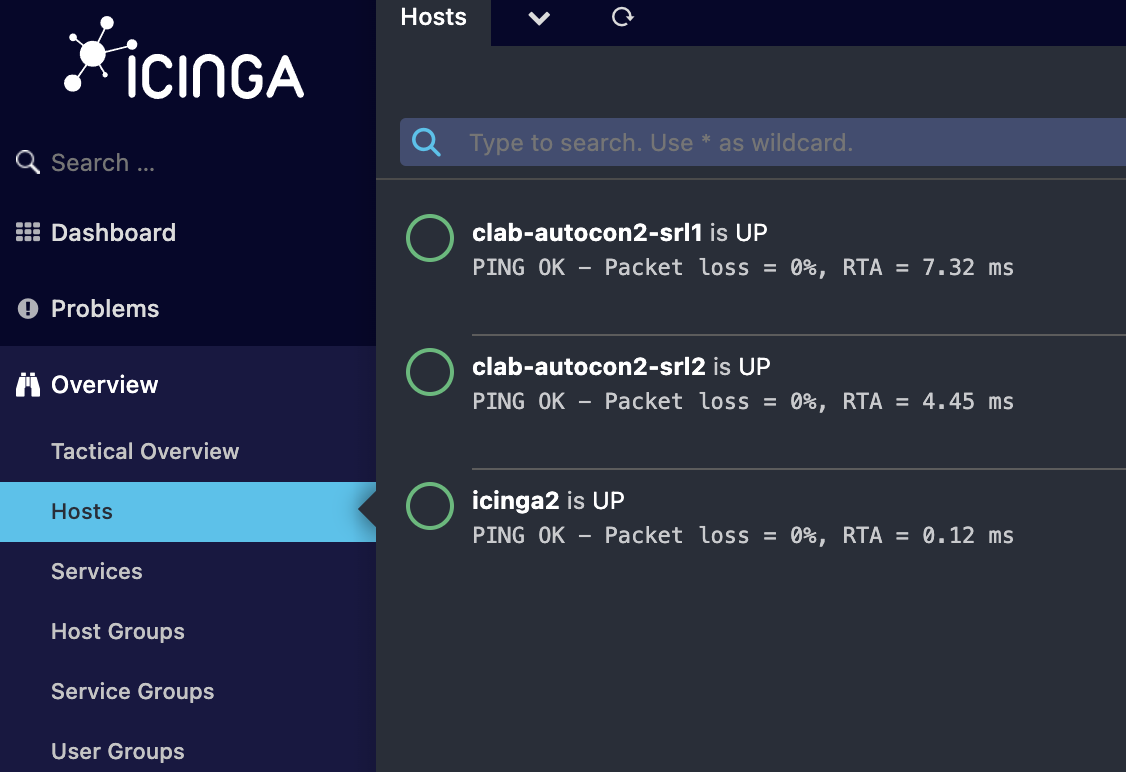 ICINGA
Search ...
Dashboard
Problems
Overview
Tactical Overview
Hosts
Services
Host Groups
Service Groups
User Groups
Hosts
Type to search. Use * as wildcard.
clab-autocon2-srl1 is UP
PING OK – Packet loss = 0%, RTA = 7.32 ms
clab-autocon2-srl2 is UP
PING OK – Packet loss = 0%, RTA = 4.45 ms
icinga2 is UP
PING OK – Packet loss = 0%, RTA = 0.12 ms